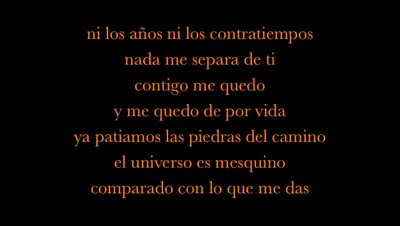 ni los años ni los contratiempos
nada me separa de ti
contigo me quedo
y me quedo de por vida
ya patiamos las piedras del camino
el universo es mesquino
comparado con lo que me das